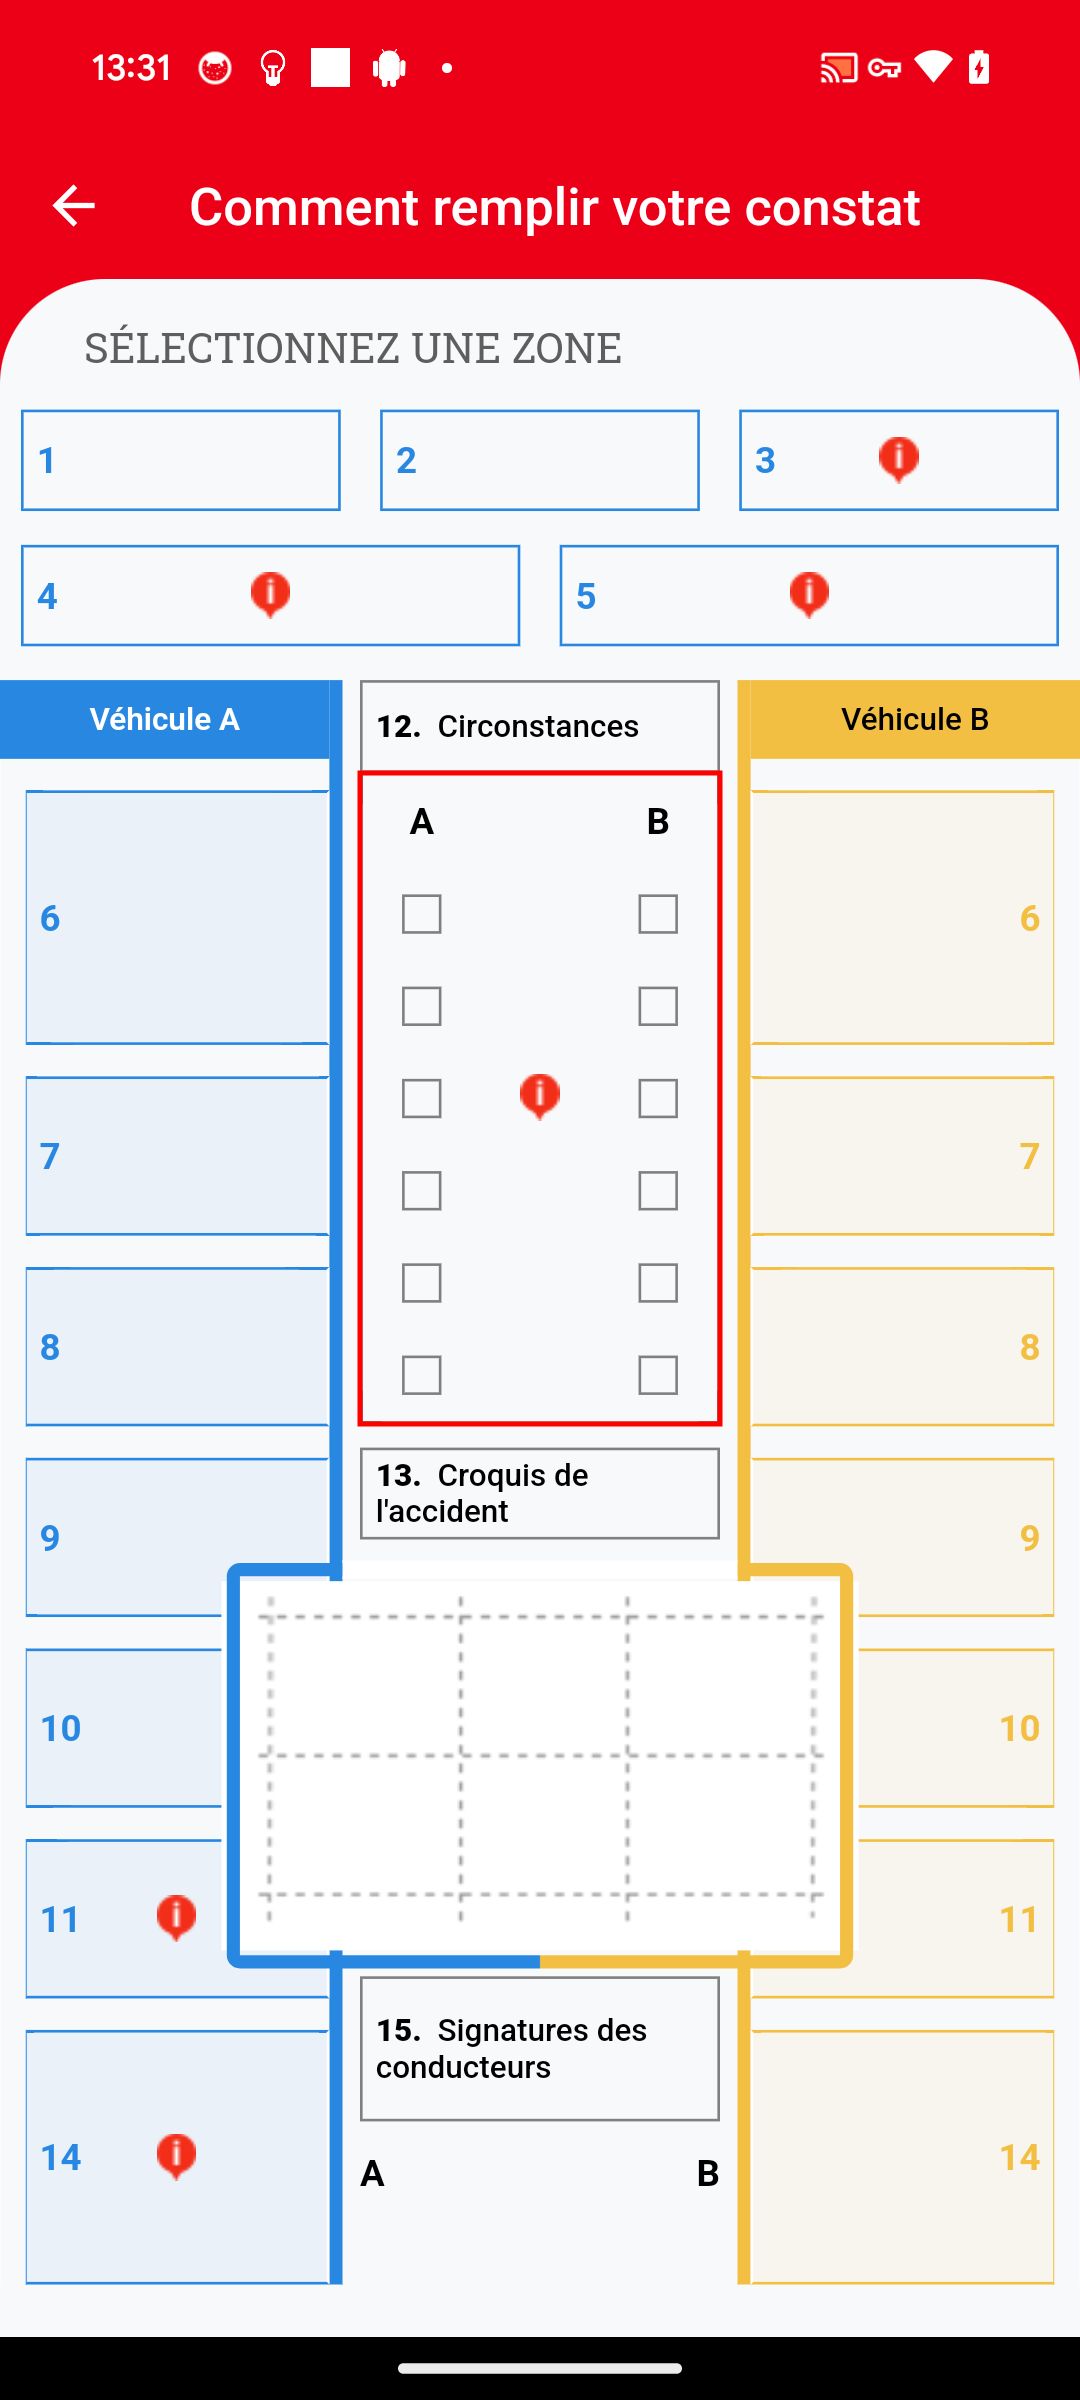 13:31
Comment remplir votre constat
SÉLECTIONNEZ UNE ZONE
1
2
3
4
5
Véhicule A
12. Circonstances
Véhicule B
A
B
6
6
7
7
8
8
13. Croquis de
l'accident
9
9
10
10
11
11
15. Signatures des
conducteurs
14
14
A
B